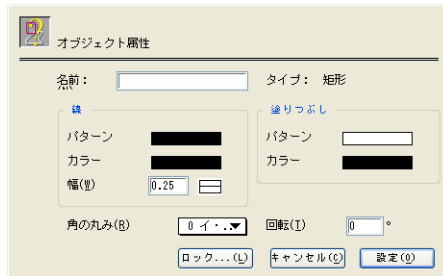 オブジェクト属性
名前：
タイプ： 矩形
線
パターン
カラー
幅(W) 0.25
塗りつぶし
パターン
カラー
角の丸み(R) 0 イ・..▼ 回転(I) 0 °
ロック...(L) キャンセル(C) 設定(O)